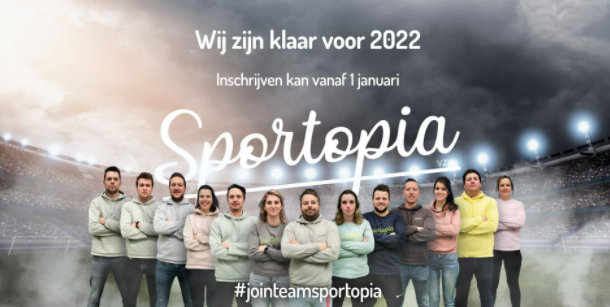 Wij zijn klaar voor 2022
Inschrijven kan vanaf 1 januari
Sportopia
#jointeamsportopia